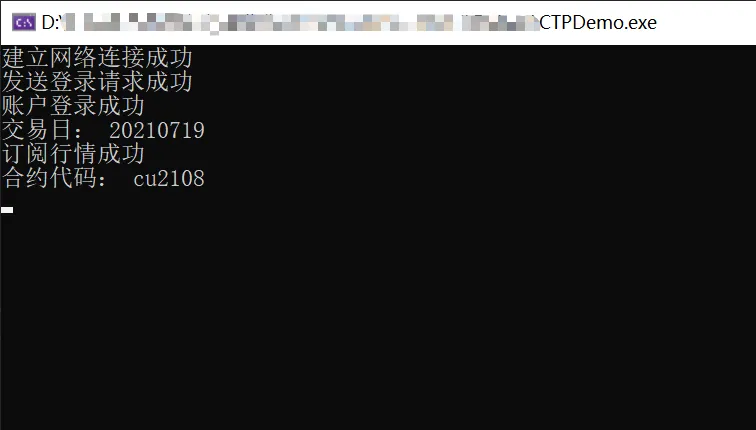 D:\ CTPDemo.exe
建立网络连接成功
发送登录请求成功
账户登录成功
交易日： 20210719
订阅行情成功
合约代码： cu2108